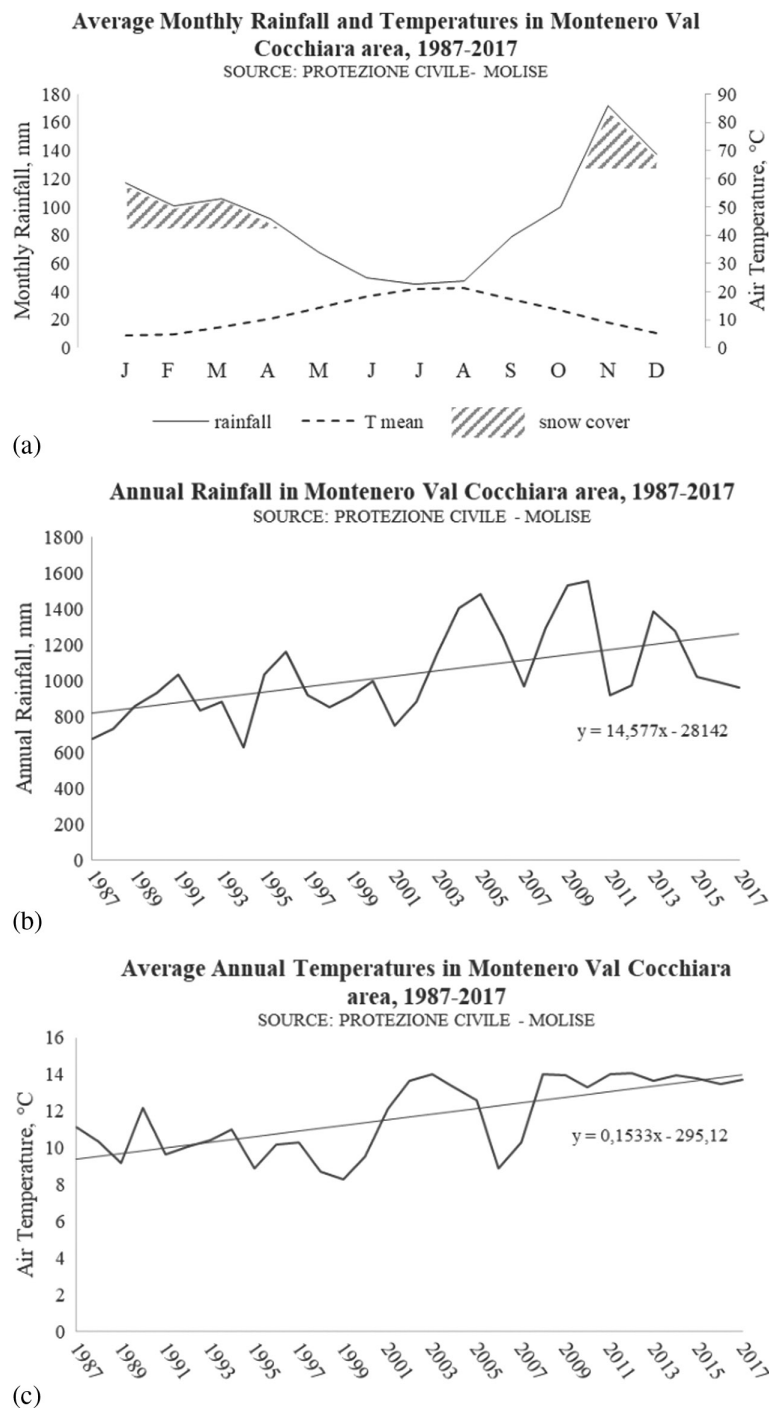 Average Monthly Rainfall and Temperatures in Montenero Val
Cocchiara area, 1987-2017
SOURCE: PROTEZIONE CIVILE- MOLISE
Monthly Rainfall, mm
180
160
140
120
100
80
60
40
20
0
90
80
70
60
50
40
30
20
10
0
Air Temperature, °C
J F M A M J J A S O N D
rainfall T mean snow cover
(a)
Annual Rainfall in Montenero Val Cocchiara area, 1987-2017
SOURCE: PROTEZIONE CIVILE - MOLISE
Annual Rainfall, mm
1800
1600
1400
1200
1000
800
600
400
200
0
y = 14,577x - 28142
1987 1989 1991 1993 1995 1997 1999 2001 2003 2005 2007 2009 2011 2013 2015 2017
(b)
Average Annual Temperatures in Montenero Val Cocchiara
area, 1987-2017
SOURCE: PROTEZIONE CIVILE - MOLISE
Air Temperature, °C
16
14
12
10
8
6
4
2
0
y = 0,1533x - 295,12
1987 1989 1991 1993 1995 1997 1999 2001 2003 2005 2007 2009 2011 2013 2015 2017
(c)